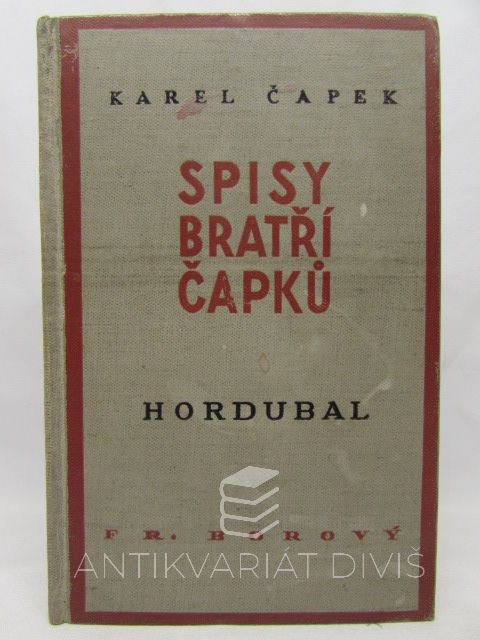 KAREL ČAPEK
SPISY
BRATŘÍ
ČAPKŮ
HORDUBAL
FR. BOROVÝ
ANTIKVARIÁT DIVIŠ